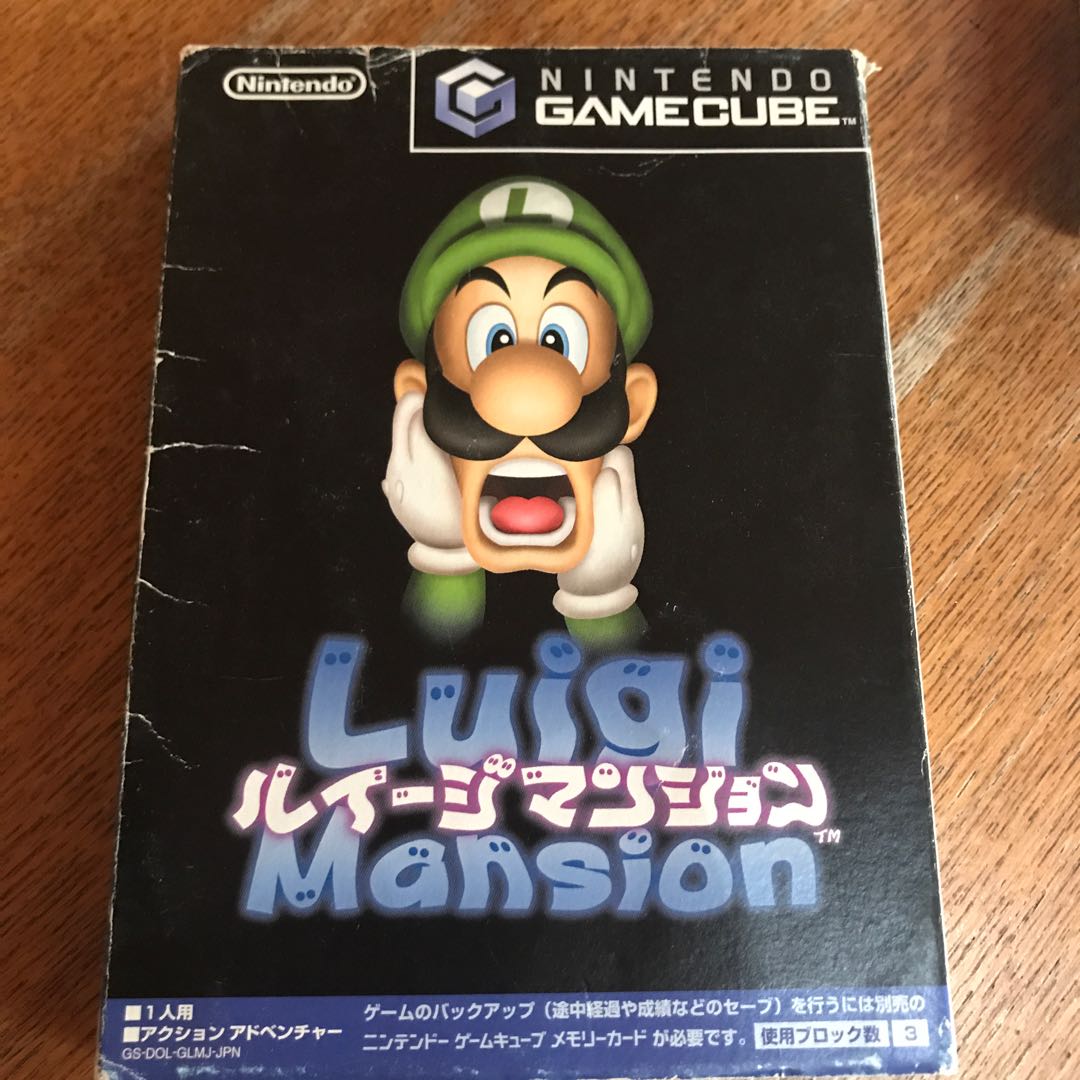 Nintendo
NINTENDO
GAMECUBE™
L
Luigi
ルイージマンション™
Mansion
■1人用
■アクション アドベンチャー
GS-DOL-GLMJ-JPN
ゲームのバックアップ（途中経過や成績などのセーブ）を行うには別売の
ニンテンドー ゲームキューブ メモリーカード が必要です。 使用ブロック数 3